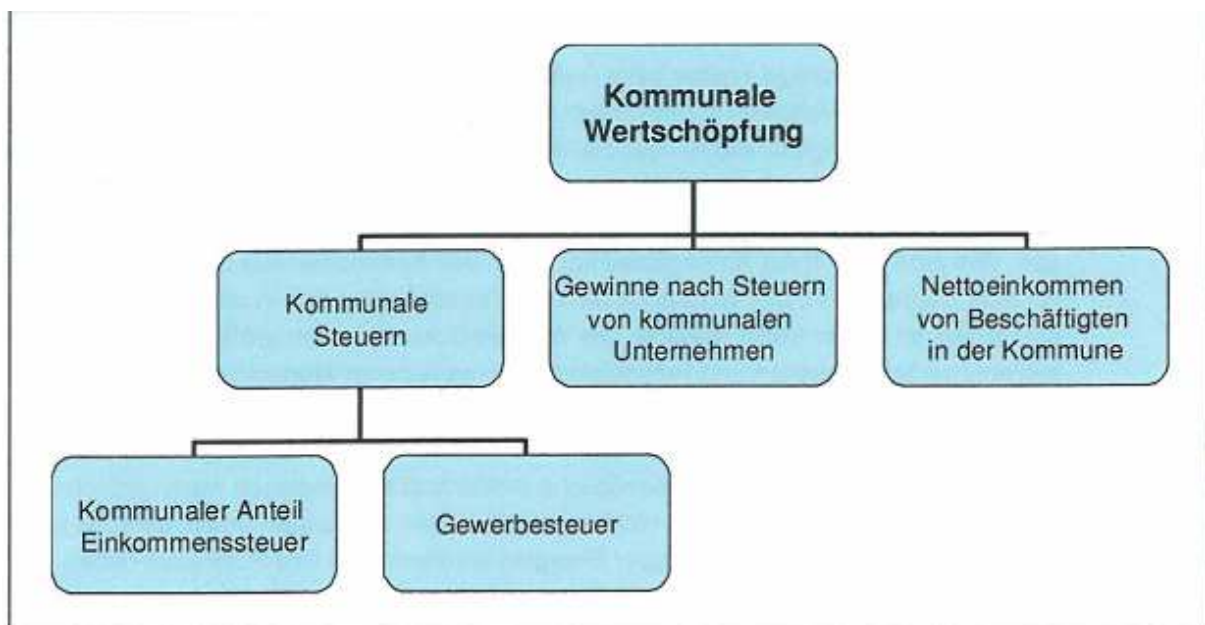 Kommunale
Wertschöpfung
Kommunale
Steuern
Gewinne nach Steuern
von kommunalen
Unternehmen
Nettoeinkommen
von Beschäftigten
in der Kommune
Kommunaler Anteil
Einkommenssteuer
Gewerbesteuer